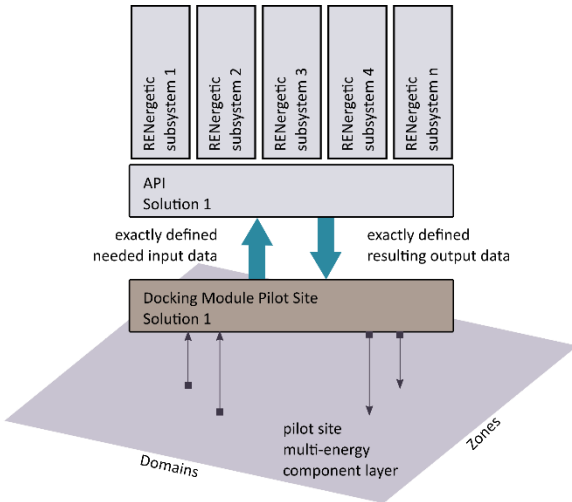 RENergetic
subsystem 1
RENergetic
subsystem 2
RENergetic
subsystem 3
RENergetic
subsystem 4
RENergetic
subsystem n
API
Solution 1
exactly defined
needed input data
exactly defined
resulting output data
Docking Module Pilot Site
Solution 1
pilot site
multi-energy
component layer
Domains
Zones